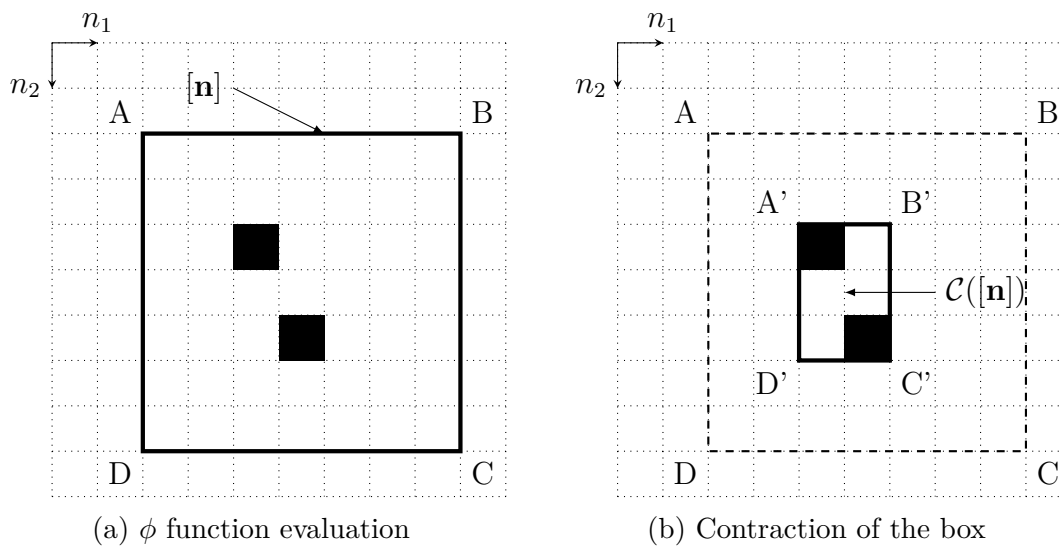 n₁
n₂
[n]
A
B
D
C
(a) ϕ function evaluation
n₁
n₂
A
B
A'
B'
𝒞([n])
D'
C'
D
C
(b) Contraction of the box